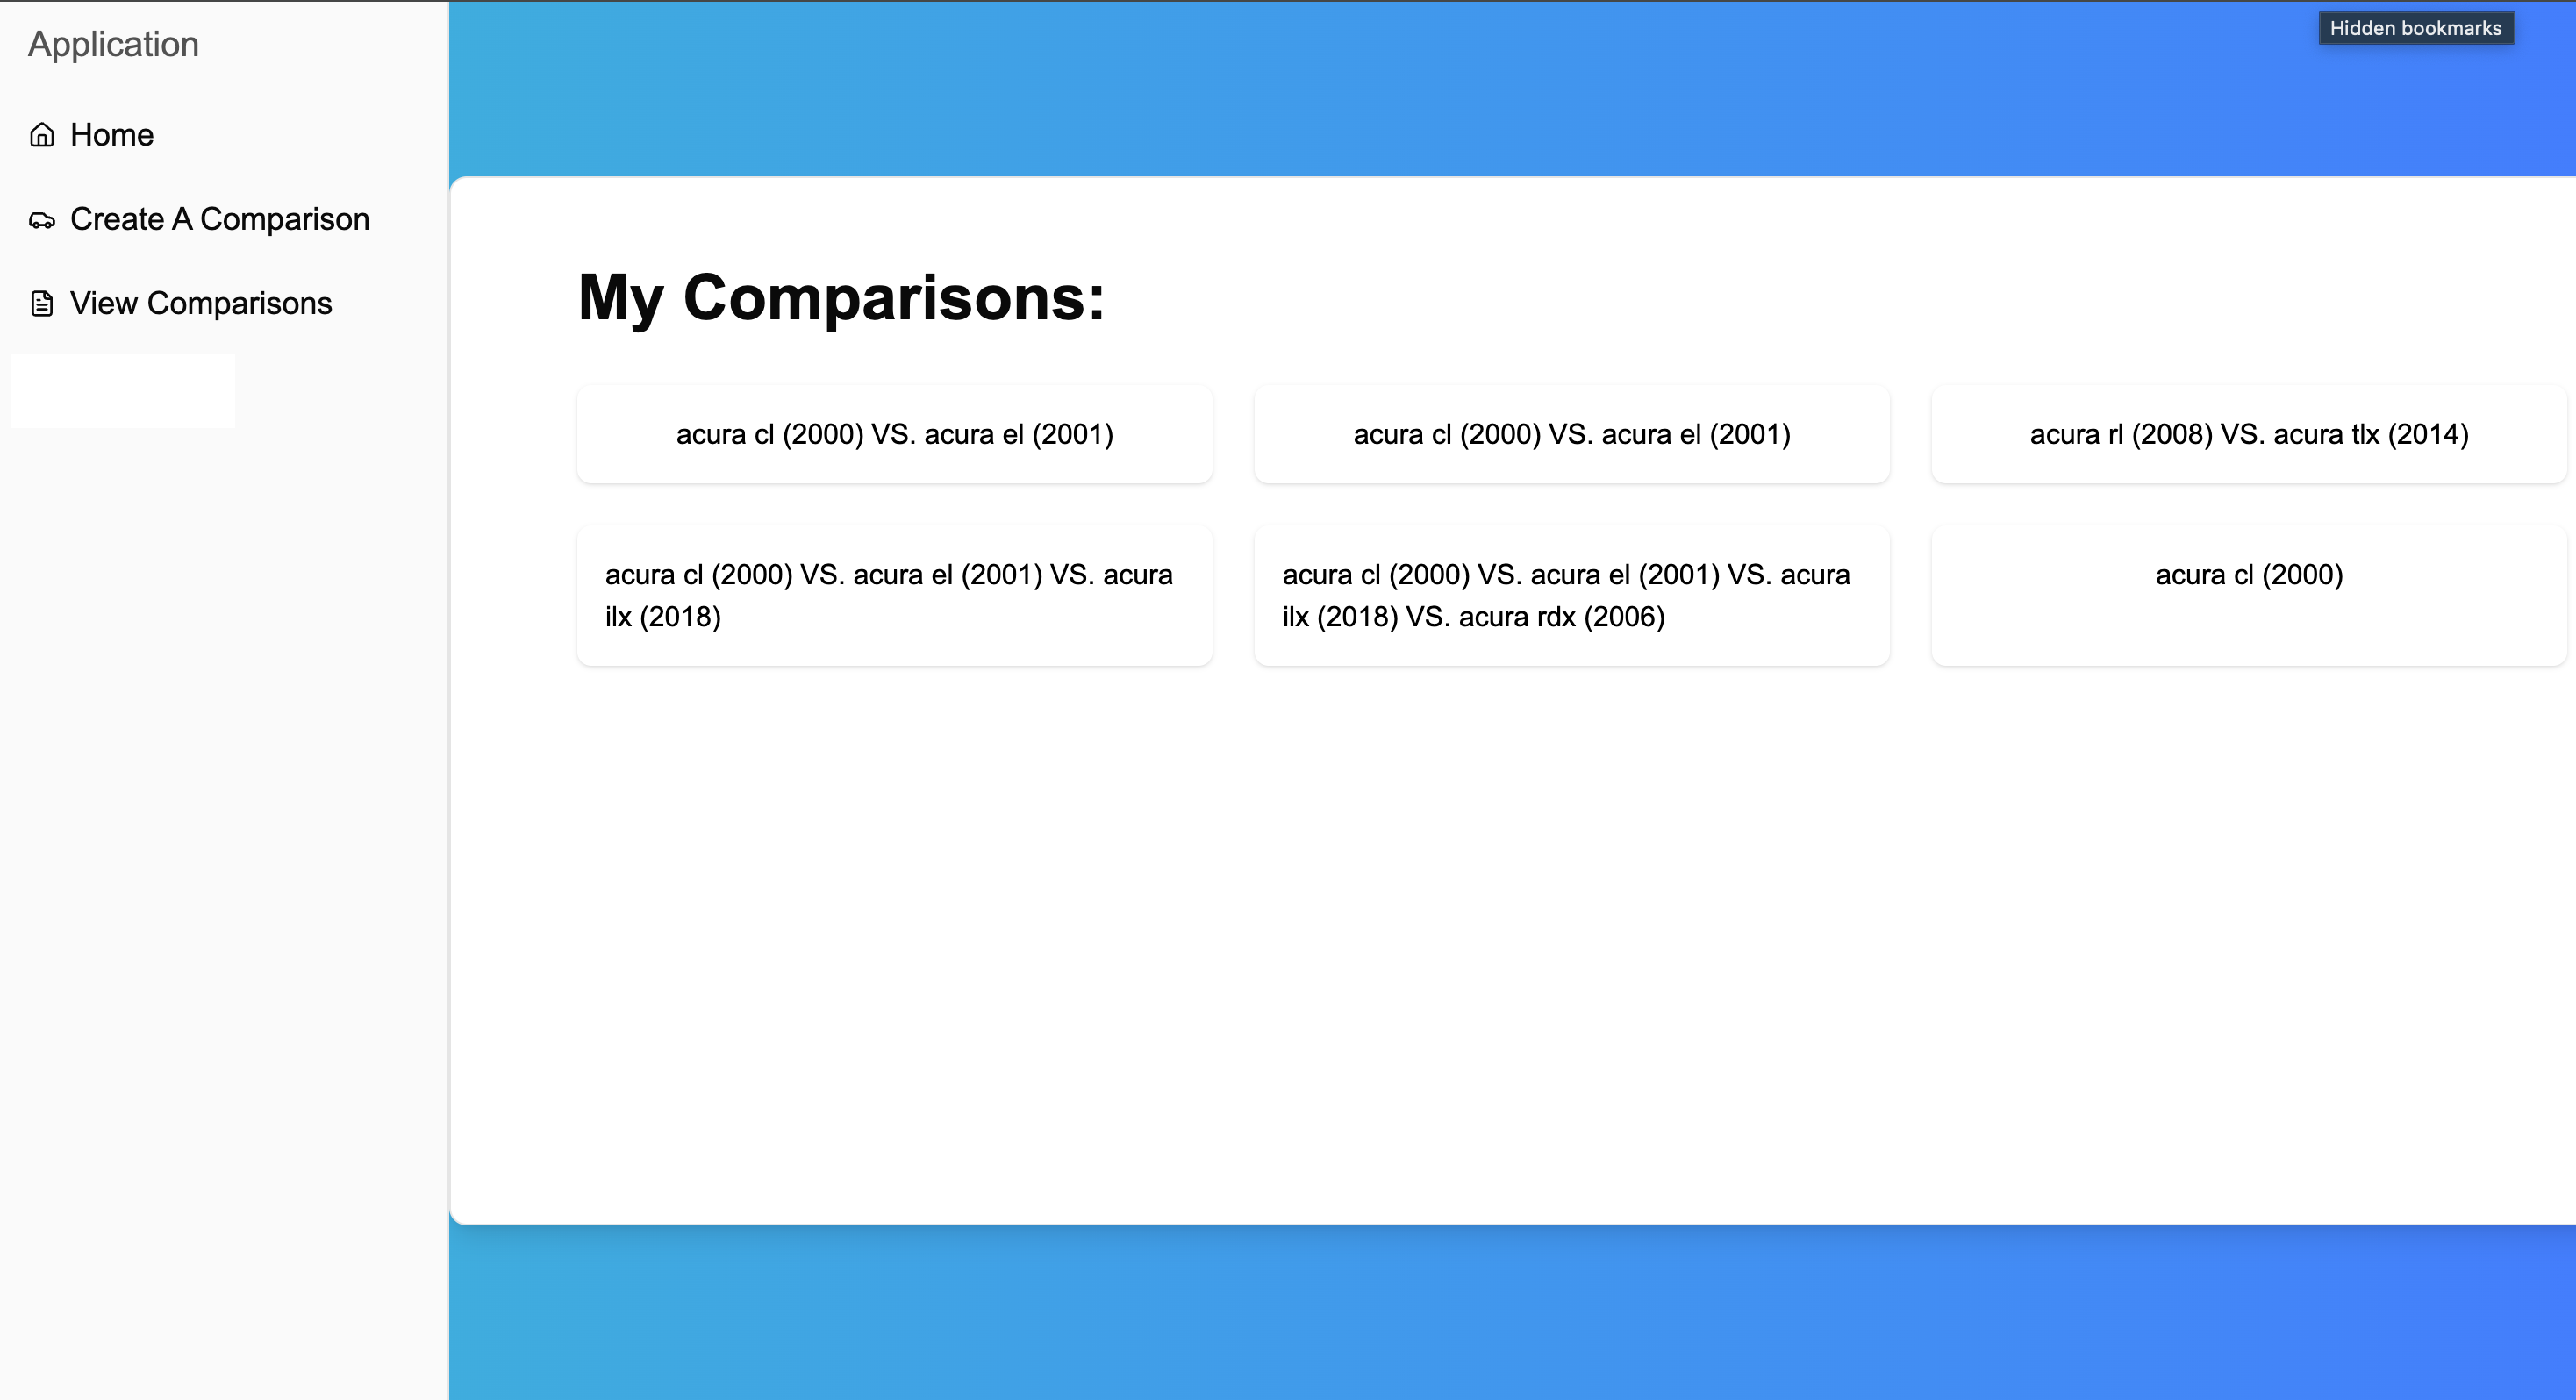 Application
Hidden bookmarks
Home
Create A Comparison
View Comparisons
My Comparisons:
acura cl (2000) VS. acura el (2001)
acura cl (2000) VS. acura el (2001)
acura rl (2008) VS. acura tlx (2014)
acura cl (2000) VS. acura el (2001) VS. acura
ilx (2018)
acura cl (2000) VS. acura el (2001) VS. acura
ilx (2018) VS. acura rdx (2006)
acura cl (2000)